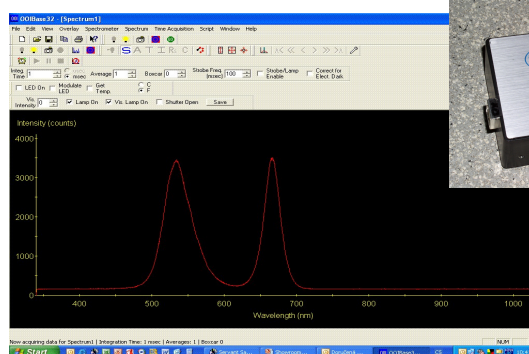 OOIBase32 - [Spectrum1]
File Edit View Overlay Spectrometer Spectrum Time Acquisition Script Window Help
S A T I R C
Integ. Time 1 msec Average 1 Boxcar 0 Strobe Freq. (msec) 100 Strobe/Lamp Enable Correct for Elect. Dark
LED On Modulate LED Get Temp. C F
Vis. Intensity 0 Lamp On Vis. Lamp On Shutter Open Save
Intensity (counts)
4000
3000
2000
1000
0
400 500 600 700 800 900 1000
Wavelength (nm)
Now acquiring data for Spectrum1 | Integration Time: 1 msec | Averages: 1 | Boxcar 0 NUM
Start Servant Sa... Showroom... OOIBase32 CS